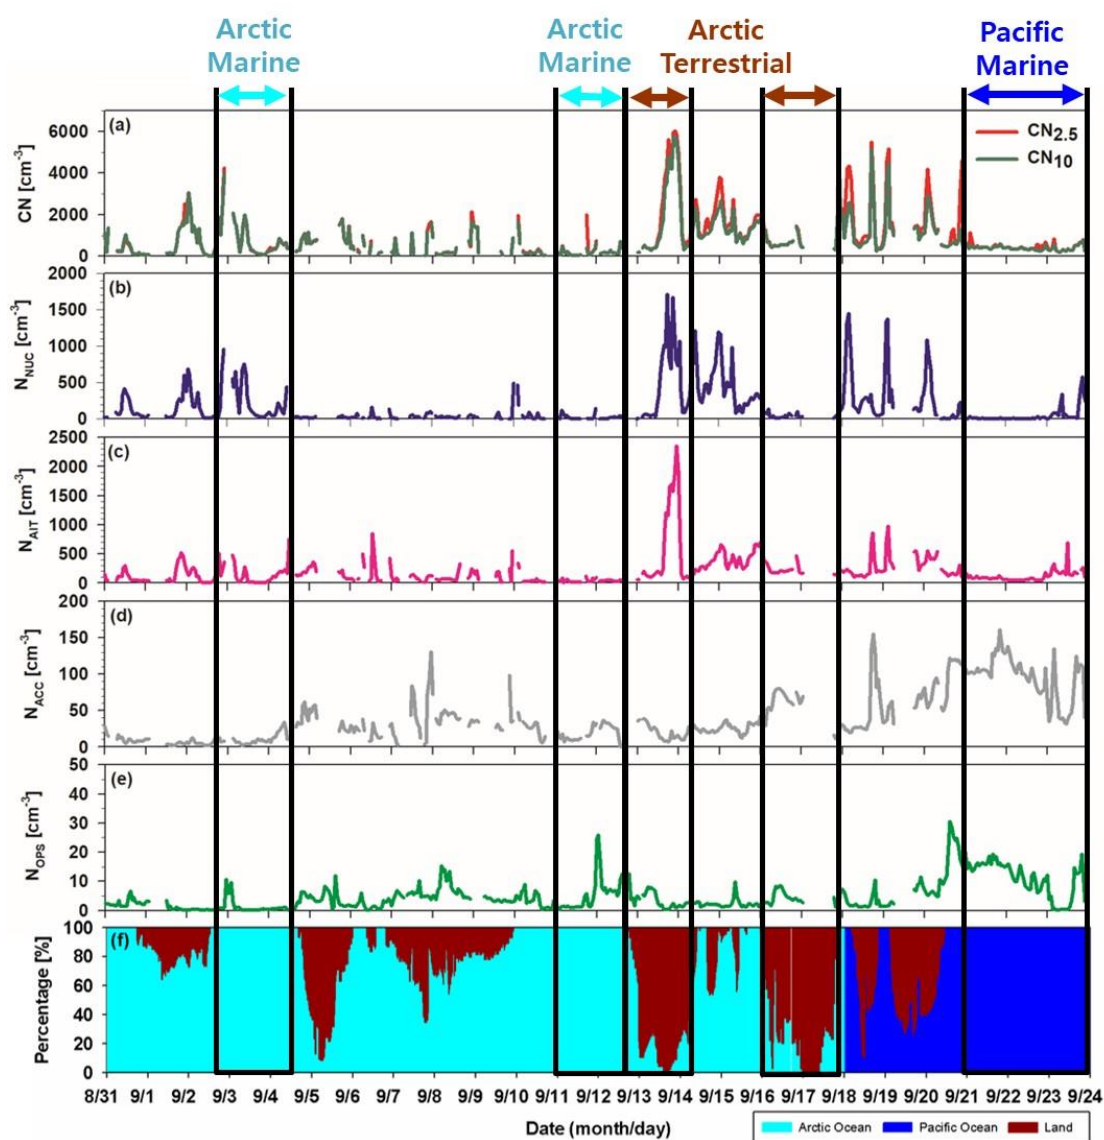 Arctic Marine
Arctic Marine
Arctic Terrestrial
Pacific Marine
(a)
CN [cm-3]
6000
4000
2000
0
CN2.5
CN10
(b)
NNUC [cm-3]
2000
1500
1000
500
0
(c)
NAIT [cm-3]
2500
2000
1500
1000
500
0
(d)
NACC [cm-3]
200
150
100
50
0
(e)
NOPS [cm-3]
50
40
30
20
10
0
(f)
Percentage [%]
100
80
60
40
20
0
8/31 9/1 9/2 9/3 9/4 9/5 9/6 9/7 9/8 9/9 9/10 9/11 9/12 9/13 9/14 9/15 9/16 9/17 9/18 9/19 9/20 9/21 9/22 9/23 9/24
Date (month/day)
Arctic Ocean Pacific Ocean Land